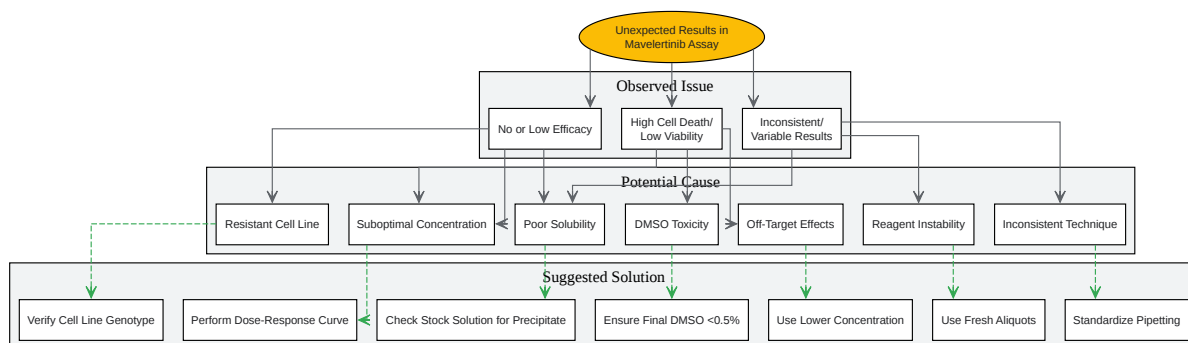 Unexpected Results in
Mavelertinib Assay
Observed Issue
No or Low Efficacy
High Cell Death/
Low Viability
Inconsistent/
Variable Results
Potential Cause
Resistant Cell Line
Suboptimal Concentration
Poor Solubility
DMSO Toxicity
Off-Target Effects
Reagent Instability
Inconsistent Technique
Suggested Solution
Verify Cell Line Genotype
Perform Dose-Response Curve
Check Stock Solution for Precipitate
Ensure Final DMSO <0.5%
Use Lower Concentration
Use Fresh Aliquots
Standardize Pipetting